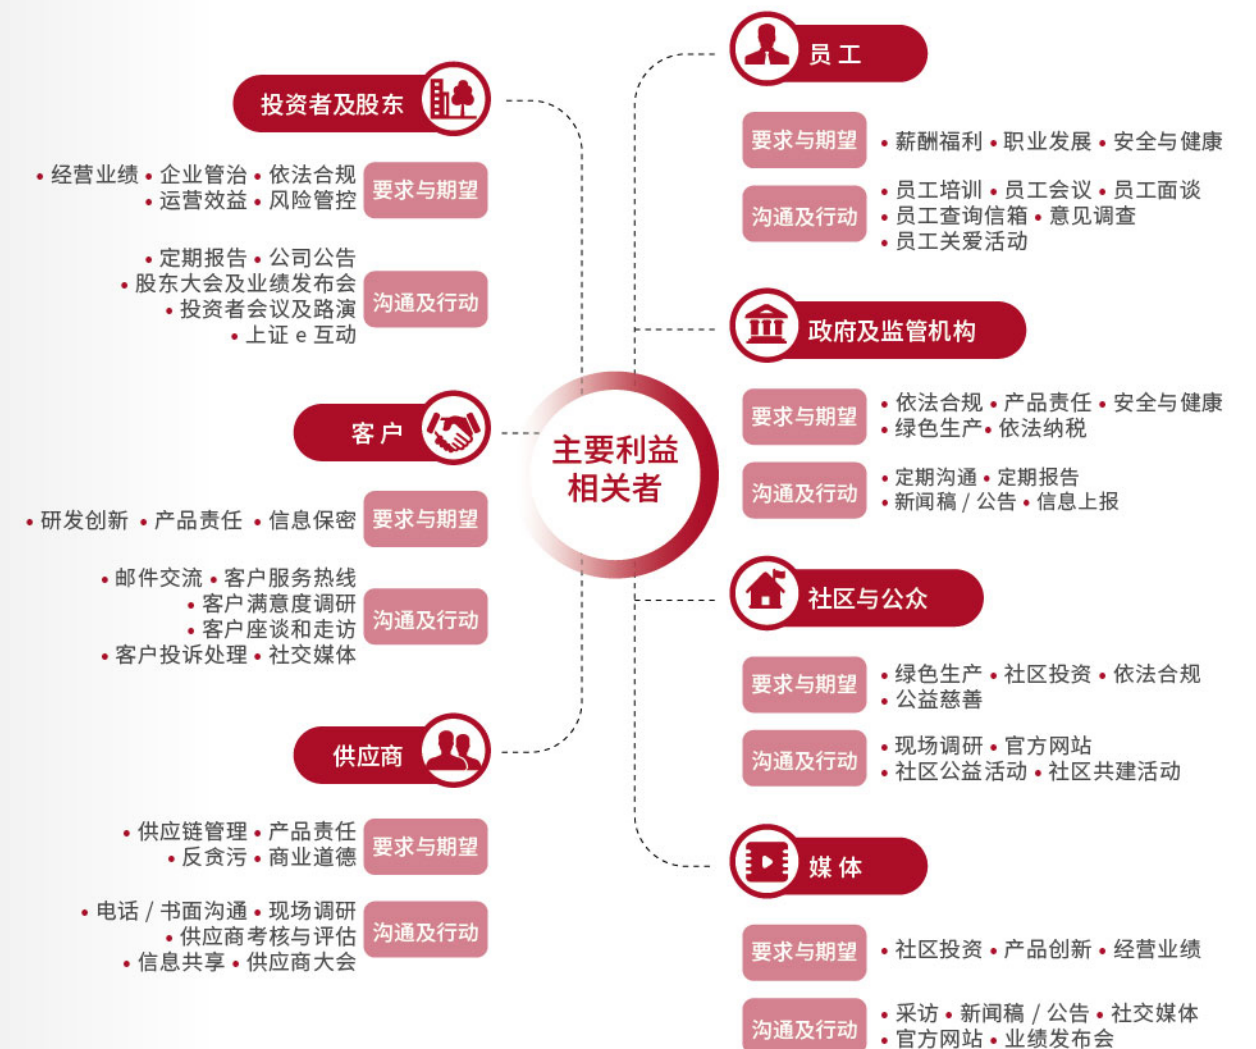 投资者及股东
• 经营业绩 • 企业管治 • 依法合规
• 运营效益 • 风险管控
要求与期望
• 定期报告 • 公司公告
• 股东大会及业绩发布会
• 投资者会议及路演
• 上证 e 互动
沟通及行动
客户
• 研发创新 • 产品责任 • 信息保密
要求与期望
• 邮件交流 • 客户服务热线
• 客户满意度调研
• 客户座谈和走访
• 客户投诉处理 • 社交媒体
沟通及行动
供应商
• 供应链管理 • 产品责任
• 反贪污 • 商业道德
要求与期望
• 电话 / 书面沟通 • 现场调研
• 供应商考核与评估
• 信息共享 • 供应商大会
沟通及行动
主要利益
相关者
员工
要求与期望
• 薪酬福利 • 职业发展 • 安全与健康
沟通及行动
• 员工培训 • 员工会议 • 员工面谈
• 员工查询信箱 • 意见调查
• 员工关爱活动
政府及监管机构
要求与期望
• 依法合规 • 产品责任 • 安全与健康
• 绿色生产 • 依法纳税
沟通及行动
• 定期沟通 • 定期报告
• 新闻稿 / 公告 • 信息上报
社区与公众
要求与期望
• 绿色生产 • 社区投资 • 依法合规
• 公益慈善
沟通及行动
• 现场调研 • 官方网站
• 社区公益活动 • 社区共建活动
媒体
要求与期望
• 社区投资 • 产品创新 • 经营业绩
沟通及行动
• 采访 • 新闻稿 / 公告 • 社交媒体
• 官方网站 • 业绩发布会